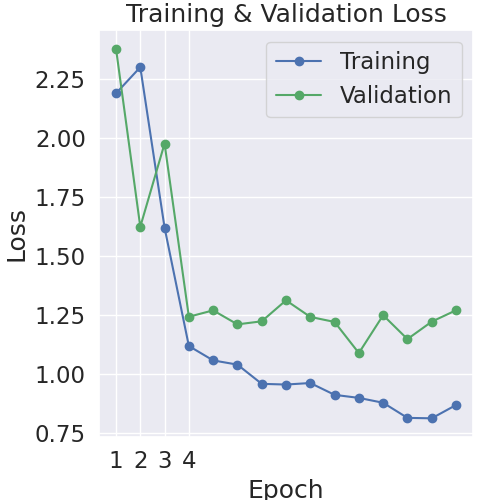 Training & Validation Loss
Training
Validation
Loss
2.25
2.00
1.75
1.50
1.25
1.00
0.75
1 2 3 4
Epoch